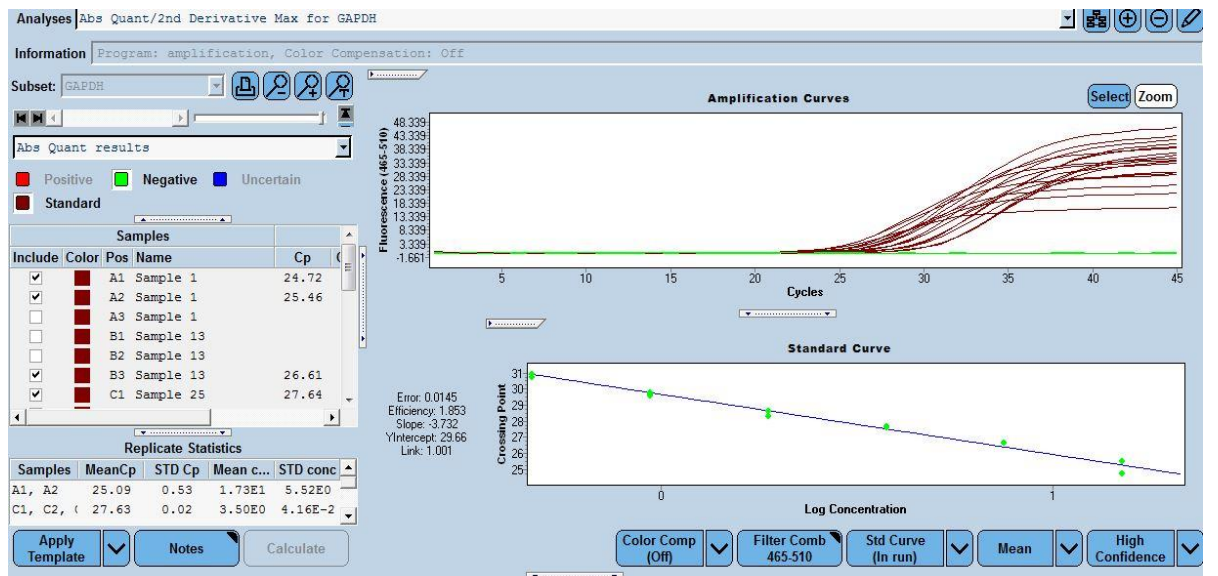 Analyses Abs Quant/2nd Derivative Max for GAPDH
Information Program: amplification, Color Compensation: Off
Subset: GAPDH
Abs Quant results
Positive Negative Uncertain
Standard
Samples
Include Color Pos Name Cp
A1 Sample 1 24.72
A2 Sample 1 25.46
A3 Sample 1
B1 Sample 13
B2 Sample 13
B3 Sample 13 26.61
C1 Sample 25 27.64
Replicate Statistics
Samples MeanCp STD Cp Mean c... STD conc
A1, A2 25.09 0.53 1.73E1 5.52E0
C1, C2, ( 27.63 0.02 3.50E0 4.16E-2
Amplification Curves
Select Zoom
Fluorescence (465-510)
48.339
43.339
38.339
33.339
28.339
23.339
18.339
13.339
8.339
3.339
-1.661
5 10 15 20 25 30 35 40 45
Cycles
Standard Curve
Error: 0.0145
Efficiency: 1.853
Slope: -3.732
YIntercept: 29.66
Link: 1.001
Crossing Point
31
30
29
28
27
26
25
0 1
Log Concentration
Apply Template Notes Calculate
Color Comp (Off) Filter Comb 465-510 Std Curve (In run) Mean High Confidence